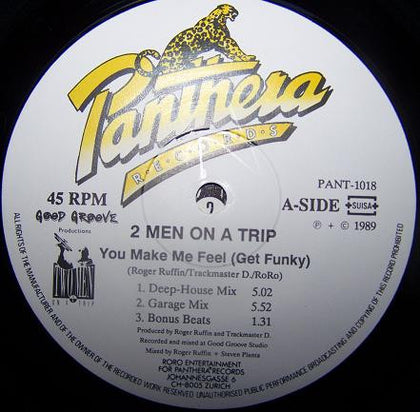 Panthera
RECORDS
45 RPM
GOOD GROOVE
Productions
PANT-1018
A-SIDE SUISA
Ⓟ + © 1989
ON A TRIP
2 MEN ON A TRIP
You Make Me Feel (Get Funky)
(Roger Ruffin/Trackmaster D./RoRo)
1. Deep-House Mix 5.02
2. Garage Mix 5.52
3. Bonus Beats 1.31
Produced by Roger Ruffin and Trackmaster D.
Recorded and mixed at Good Groove Studio
Mixed by Roger Ruffin + Steven Planta
RORO ENTERTAINMENT
FOR PANTHERA RECORDS
JOHANNESGASSE 6
CH-8005 ZURICH
ALL RIGHTS OF THE MANUFACTURER AND OF THE OWNER OF THE RECORDED WORK RESERVED. UNAUTHORISED PUBLIC PERFORMANCE BROADCASTING AND COPYING OF THIS RECORD PROHIBITED